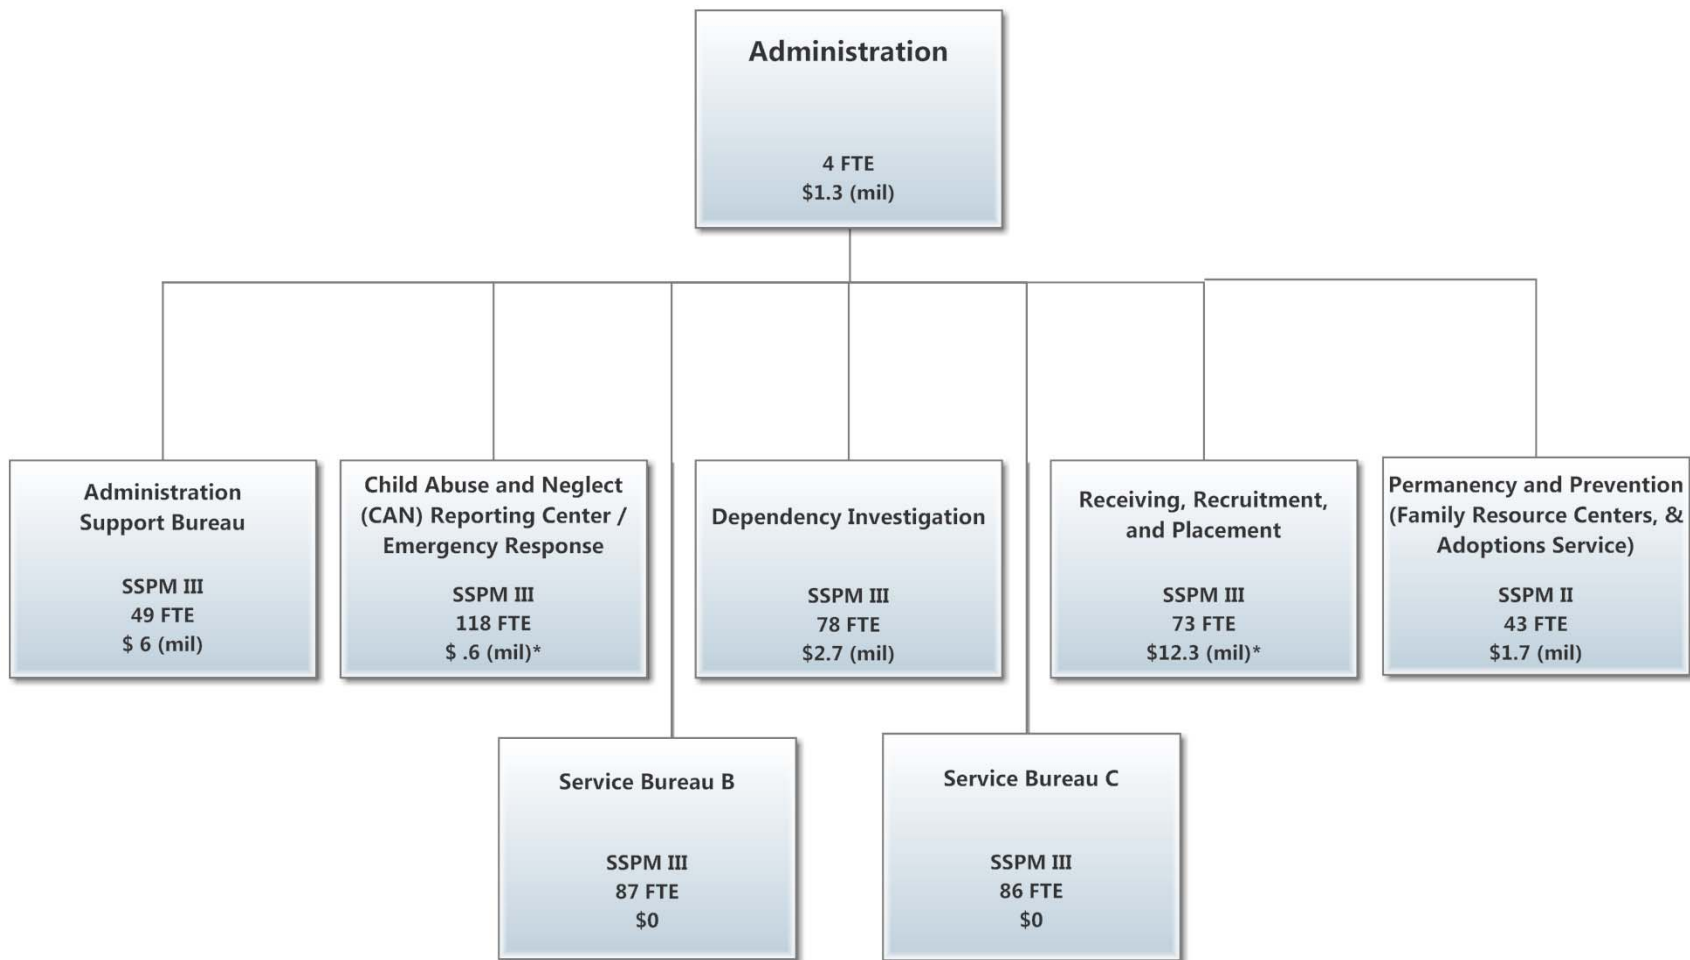 Administration
4 FTE
$1.3 (mil)
Administration
Support Bureau
SSPM III
49 FTE
$ 6 (mil)
Child Abuse and Neglect
(CAN) Reporting Center /
Emergency Response
SSPM III
118 FTE
$ .6 (mil)*
Dependency Investigation
SSPM III
78 FTE
$2.7 (mil)
Receiving, Recruitment,
and Placement
SSPM III
73 FTE
$12.3 (mil)*
Permanency and Prevention
(Family Resource Centers, &
Adoptions Service)
SSPM II
43 FTE
$1.7 (mil)
Service Bureau B
SSPM III
87 FTE
$0
Service Bureau C
SSPM III
86 FTE
$0